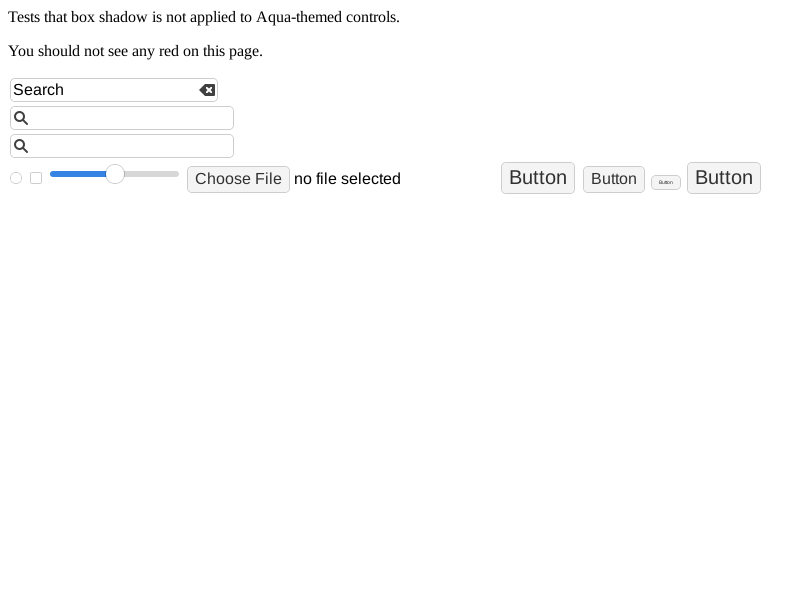 Tests that box shadow is not applied to Aqua-themed controls.
You should not see any red on this page.
Search
Choose File no file selected Button Button Button Button